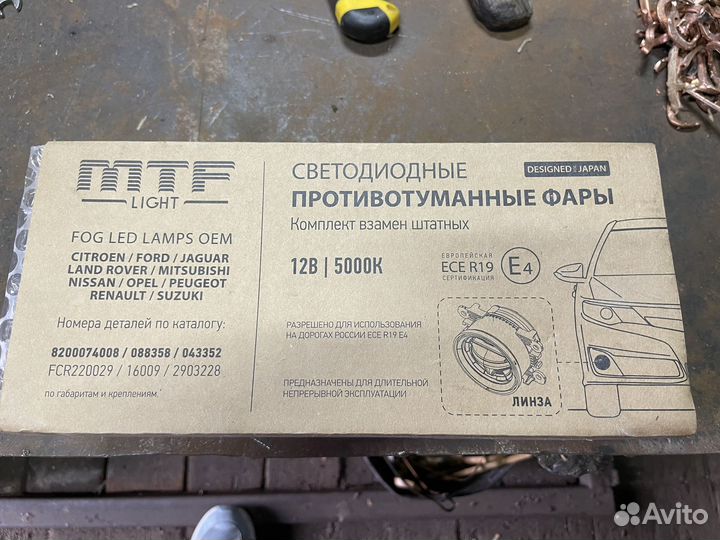 MTF
LIGHT
FOG LED LAMPS OEM
CITROEN / FORD / JAGUAR
LAND ROVER / MITSUBISHI
NISSAN / OPEL / PEUGEOT
RENAULT / SUZUKI
Номера деталей по каталогу:
8200074008 / 088358 / 043352
FCR220029 / 16009 / 2903228
по габаритам и креплениям.
СВЕТОДИОДНЫЕ
DESIGNED IN JAPAN
ПРОТИВОТУМАННЫЕ ФАРЫ
Комплект взамен штатных
12В | 5000К
ЕВРОПЕЙСКАЯ
ECE R19
СЕРТИФИКАЦИЯ
E4
РАЗРЕШЕНО ДЛЯ ИСПОЛЬЗОВАНИЯ
НА ДОРОГАХ РОССИИ ECE R19 E4
ПРЕДНАЗНАЧЕНЫ ДЛЯ ДЛИТЕЛЬНОЙ
НЕПРЕРЫВНОЙ ЭКСПЛУАТАЦИИ
ЛИНЗА
Avito